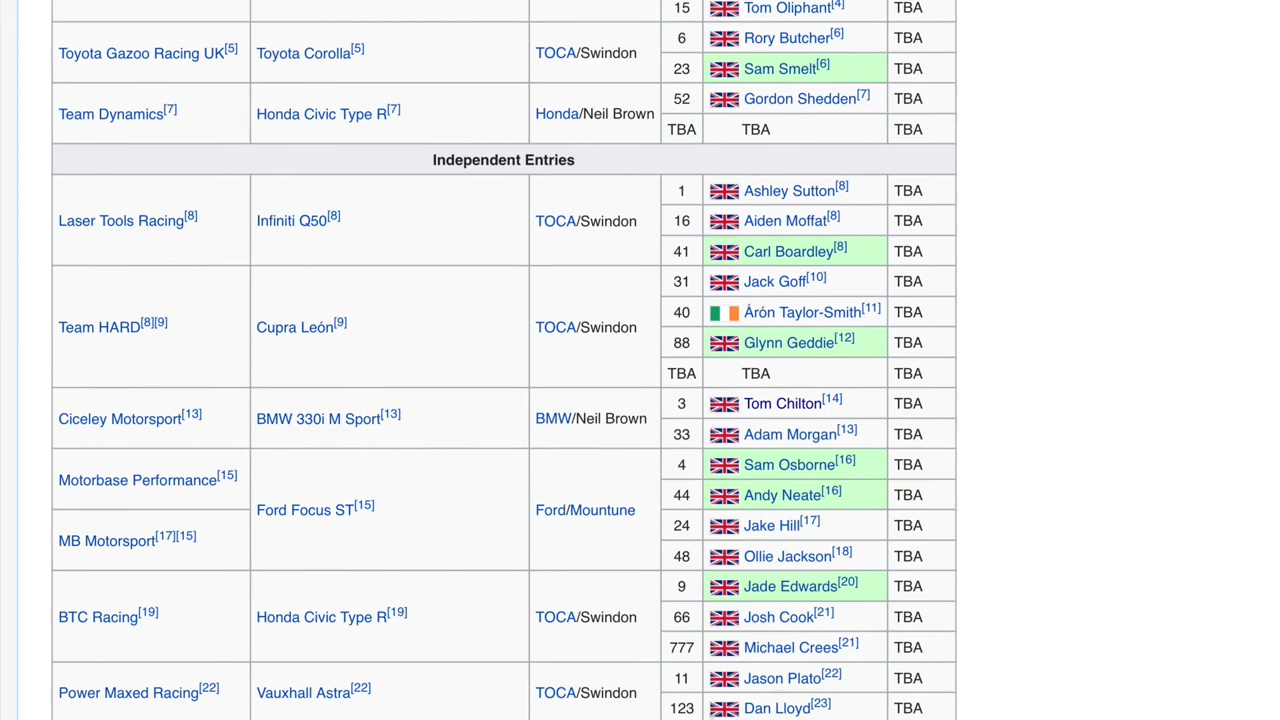 15 Tom Oliphant[4] TBA
Toyota Gazoo Racing UK[5] Toyota Corolla[5] TOCA/Swindon 6 Rory Butcher[6] TBA
23 Sam Smelt[6] TBA
Team Dynamics[7] Honda Civic Type R[7] Honda/Neil Brown 52 Gordon Shedden[7] TBA
TBA TBA TBA
Independent Entries
Laser Tools Racing[8] Infiniti Q50[8] TOCA/Swindon 1 Ashley Sutton[8] TBA
16 Aiden Moffat[8] TBA
41 Carl Boardley[8] TBA
Team HARD[8][9] Cupra León[9] TOCA/Swindon 31 Jack Goff[10] TBA
40 Árón Taylor-Smith[11] TBA
88 Glynn Geddie[12] TBA
TBA TBA TBA
Ciceley Motorsport[13] BMW 330i M Sport[13] BMW/Neil Brown 3 Tom Chilton[14] TBA
33 Adam Morgan[13] TBA
Motorbase Performance[15] Ford Focus ST[15] Ford/Mountune 4 Sam Osborne[16] TBA
44 Andy Neate[16] TBA
MB Motorsport[17][15] 24 Jake Hill[17] TBA
48 Ollie Jackson[18] TBA
BTC Racing[19] Honda Civic Type R[19] TOCA/Swindon 9 Jade Edwards[20] TBA
66 Josh Cook[21] TBA
777 Michael Crees[21] TBA
Power Maxed Racing[22] Vauxhall Astra[22] TOCA/Swindon 11 Jason Plato[22] TBA
123 Dan Lloyd[23] TBA